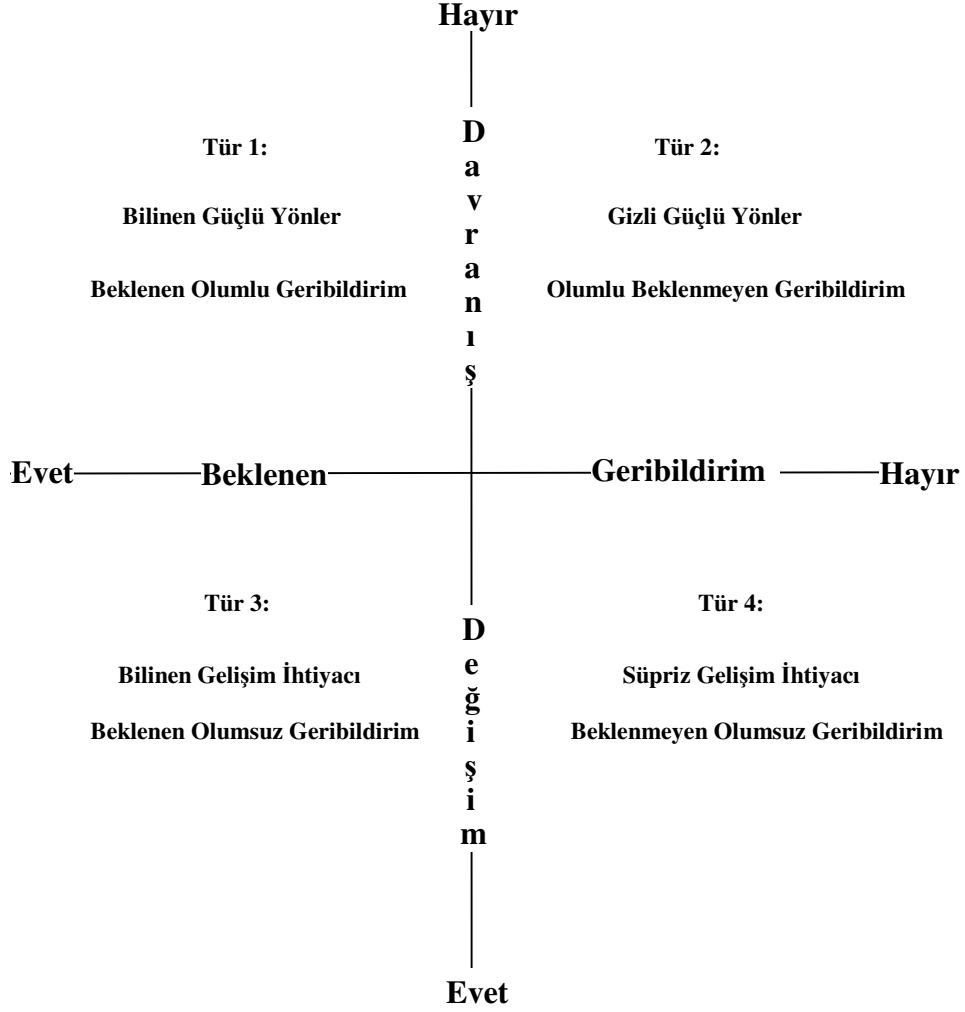 Hayır
Davranış
Tür 1:
Bilinen Güçlü Yönler
Beklenen Olumlu Geribildirim
Tür 2:
Gizli Güçlü Yönler
Olumlu Beklenmeyen Geribildirim
Evet Beklenen Geribildirim Hayır
Tür 3:
Bilinen Gelişim İhtiyacı
Beklenen Olumsuz Geribildirim
Değişim
Tür 4:
Süpriz Gelişim İhtiyacı
Beklenmeyen Olumsuz Geribildirim
Evet